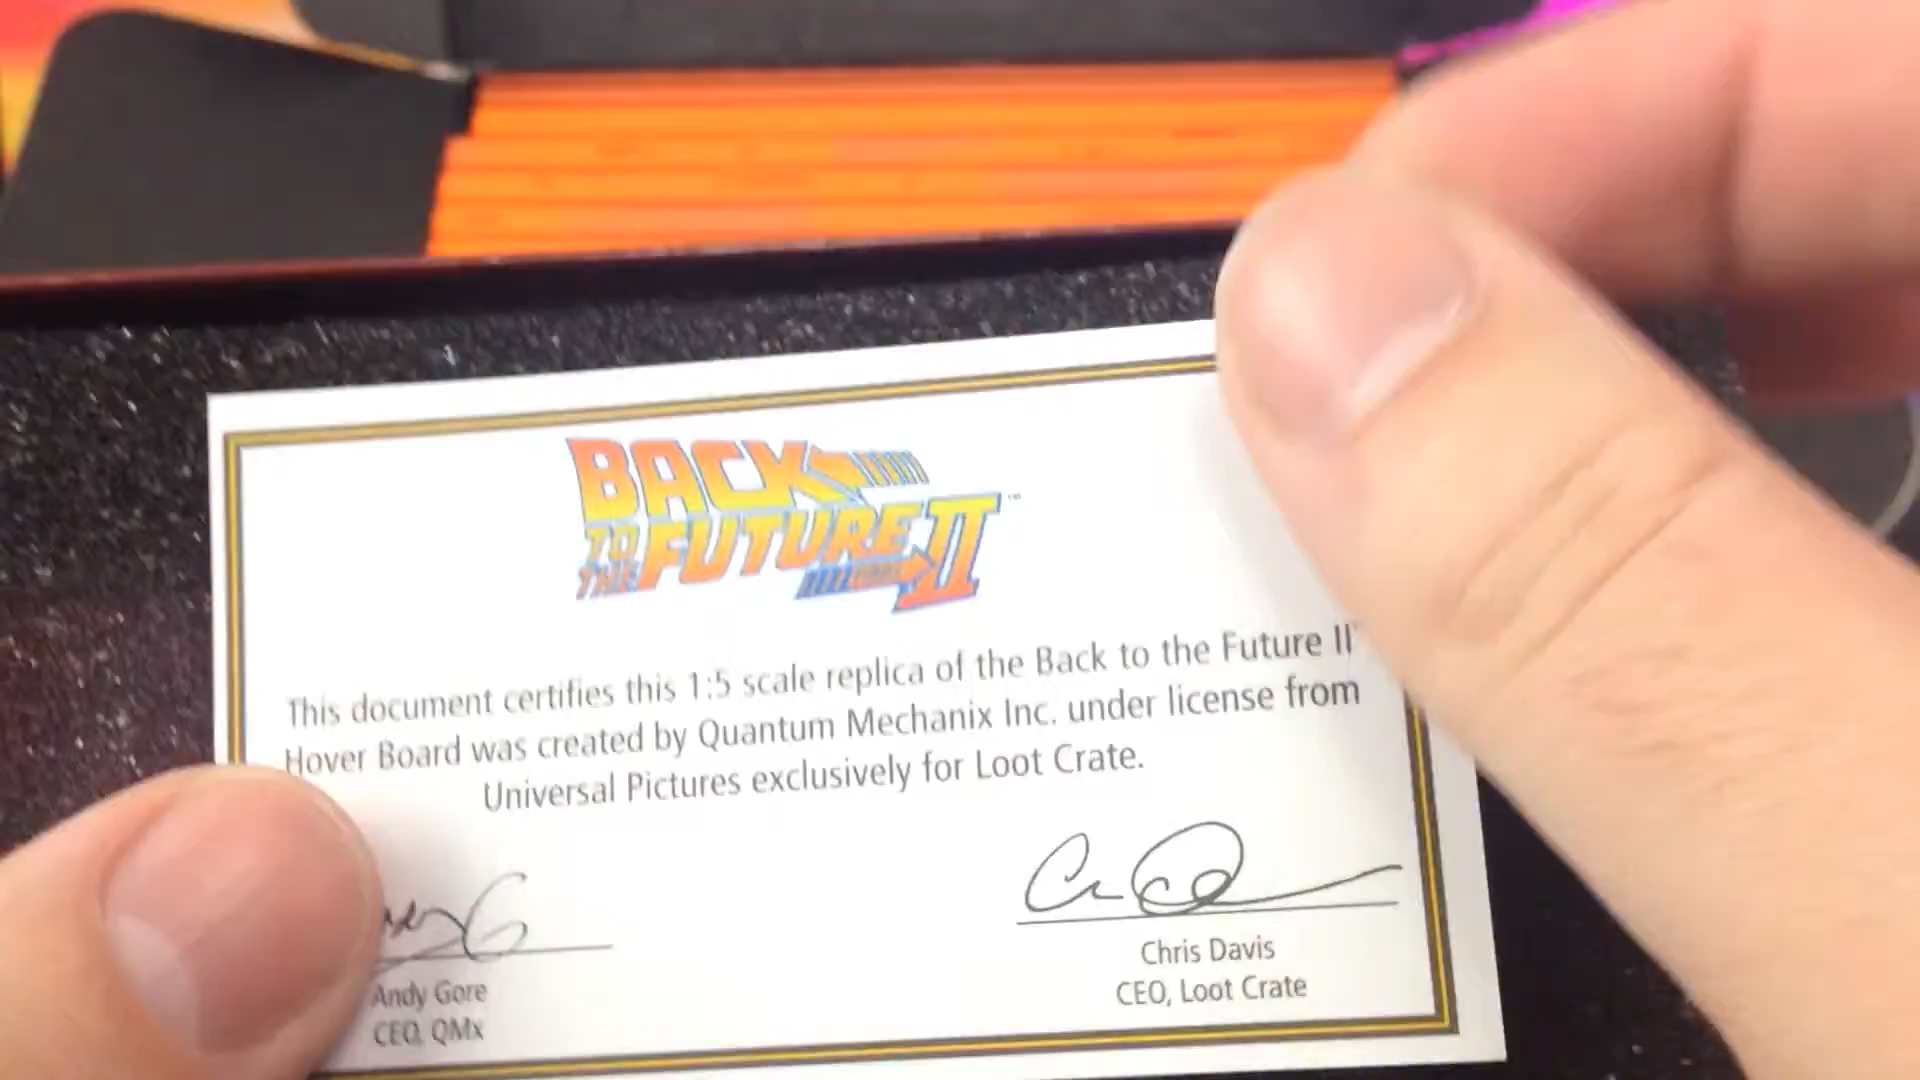 BACK
TO
THE FUTURE II™
This document certifies this 1:5 scale replica of the Back to the Future II
Hover Board was created by Quantum Mechanix Inc. under license from
Universal Pictures exclusively for Loot Crate.
Andy Gore
Chris Davis
CEO, QMx
CEO, Loot Crate